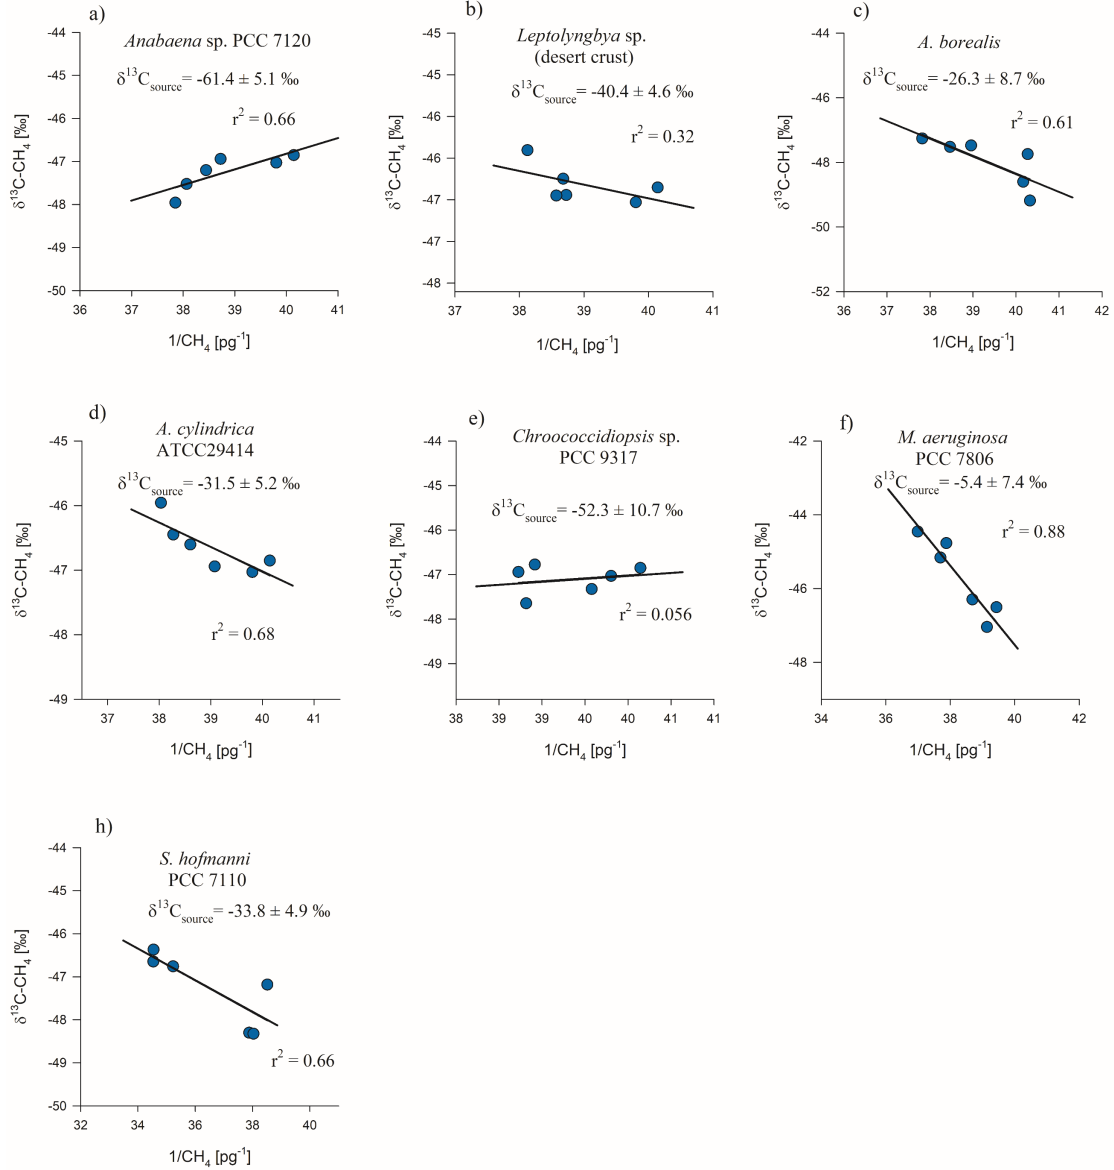 a)
Anabaena sp. PCC 7120
δ13Csource= -61.4 ± 5.1 ‰
r2 = 0.66
-44
-45
-46
-47
-48
-49
-50
δ13C-CH4 [‰]
36 37 38 39 40 41
1/CH4 [pg-1]
b)
Leptolyngbya sp.
(desert crust)
δ13Csource= -40.4 ± 4.6 ‰
r2 = 0.32
-45
-45
-46
-46
-47
-47
-48
δ13C-CH4 [‰]
37 38 39 40 41
1/CH4 [pg-1]
c)
A. borealis
δ13Csource= -26.3 ± 8.7 ‰
r2 = 0.61
-44
-46
-48
-50
-52
δ13C-CH4 [‰]
36 37 38 39 40 41 42
1/CH4 [pg-1]
d)
A. cylindrica
ATCC29414
δ13Csource= -31.5 ± 5.2 ‰
r2 = 0.68
-45
-46
-47
-48
-49
δ13C-CH4 [‰]
37 38 39 40 41
1/CH4 [pg-1]
e)
Chroococcidiopsis sp.
PCC 9317
δ13Csource= -52.3 ± 10.7 ‰
r2 = 0.056
-44
-45
-46
-47
-48
-49
δ13C-CH4 [‰]
38 39 39 40 40 41 41
1/CH4 [pg-1]
f)
M. aeruginosa
PCC 7806
δ13Csource= -5.4 ± 7.4 ‰
r2 = 0.88
-42
-44
-46
-48
δ13C-CH4 [‰]
34 36 38 40 42
1/CH4 [pg-1]
h)
S. hofmanni
PCC 7110
δ13Csource= -33.8 ± 4.9 ‰
r2 = 0.66
-44
-45
-46
-47
-48
-49
-50
δ13C-CH4 [‰]
32 34 36 38 40
1/CH4 [pg-1]